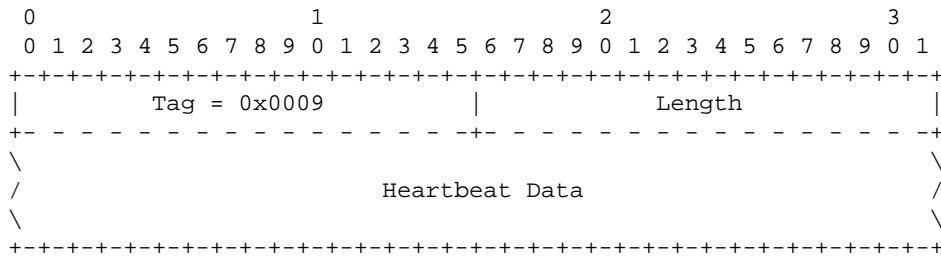 0                   1                   2                   3
 0 1 2 3 4 5 6 7 8 9 0 1 2 3 4 5 6 7 8 9 0 1 2 3 4 5 6 7 8 9 0 1
+-+-+-+-+-+-+-+-+-+-+-+-+-+-+-+-+-+-+-+-+-+-+-+-+-+-+-+-+-+-+-+-+
|         Tag = 0x0009          |            Length             |
+- - - - - - - - - - - - - - - -+- - - - - - - - - - - - - - - -+
\                                                               \
/                         Heartbeat Data                        /
\                                                               \
+-+-+-+-+-+-+-+-+-+-+-+-+-+-+-+-+-+-+-+-+-+-+-+-+-+-+-+-+-+-+-+-+